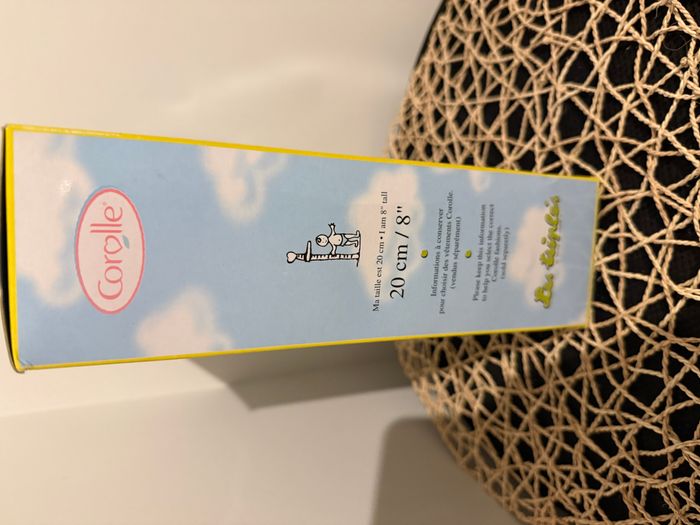 Corolle®
Ma taille est 20 cm • I am 8" tall
20 cm / 8"
Informations à conserver
pour choisir des vêtements Corolle.
(vendus séparément)
Please keep this information
to help you select the correct
Corolle fashions.
(sold separately)
Les triplés